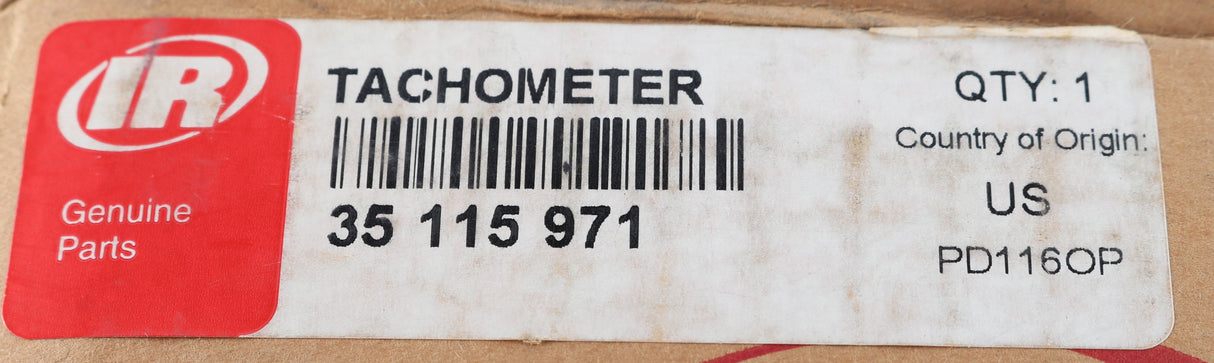 IR
Genuine
Parts
TACHOMETER
35 115 971
QTY: 1
Country of Origin:
US
PD116OP